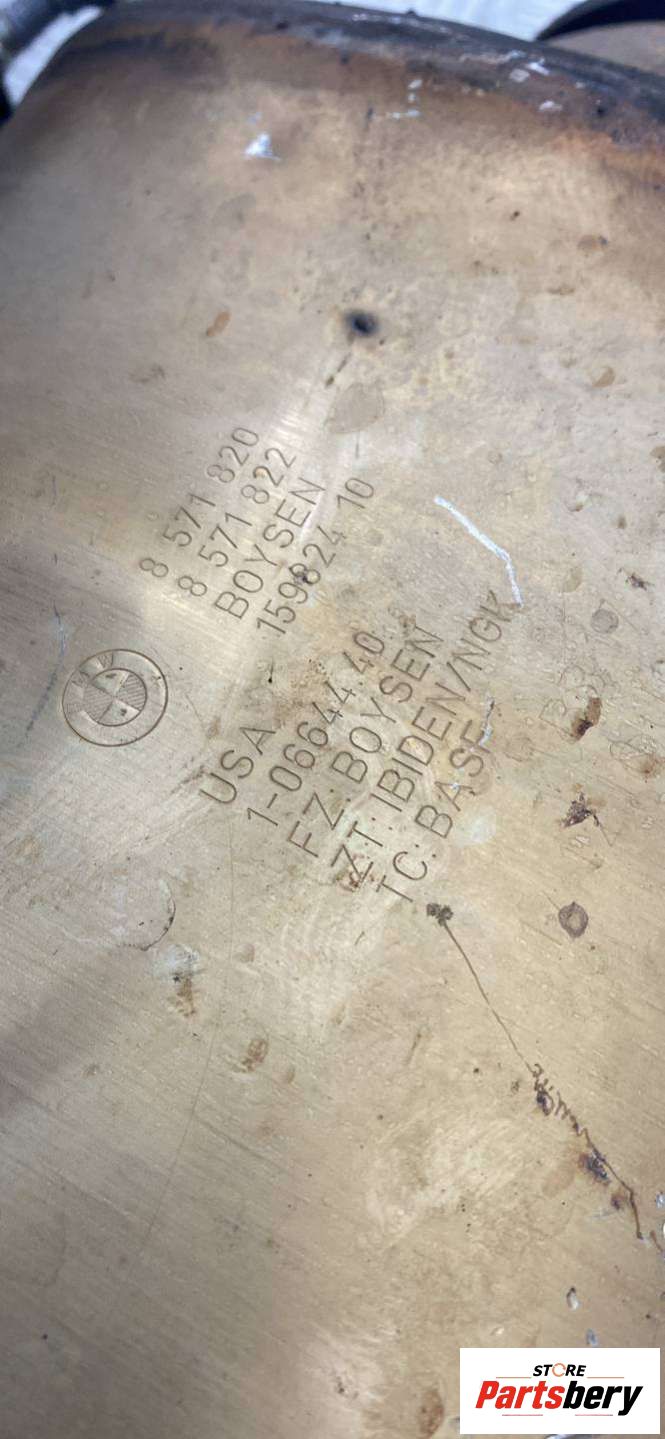 8 571 820
8 571 822
BOYSEN
159824 10
BMW
USA
1-06644 40
FZ. BOYSEN
ZT. IBIDEN/NGK
TC. BASF
STORE
Partsbery